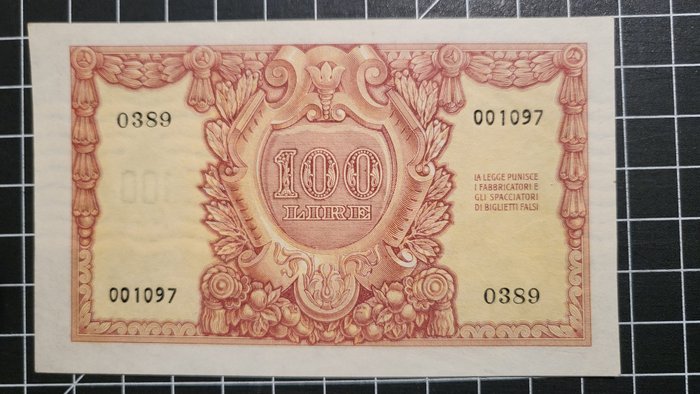 0389
001097
100
LIRE
LA LEGGE PUNISCE
I FABBRICATORI E
GLI SPACCIATORI
DI BIGLIETTI FALSI
001097
0389